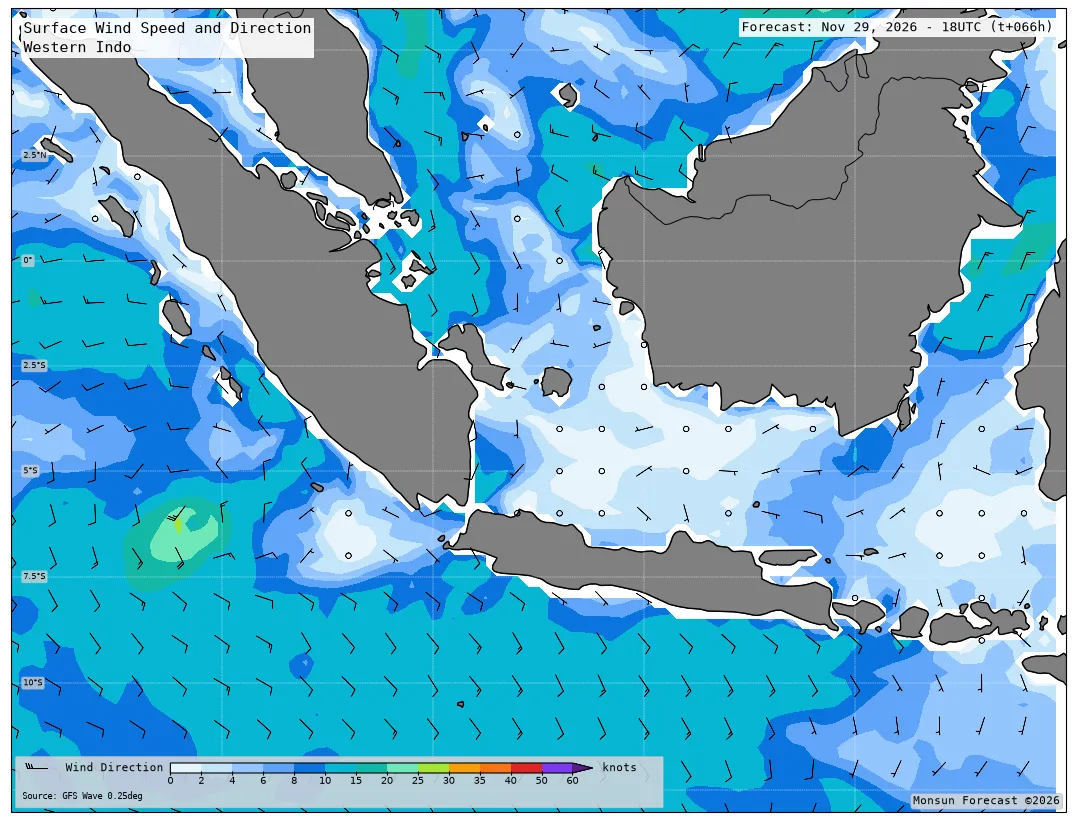 Surface Wind Speed and Direction
Western Indo
Forecast: Nov 29, 2026 - 18UTC (t+066h)
2.5°N
0°
2.5°S
5°S
7.5°S
10°S
Wind Direction
knots
0 2 4 6 8 10 15 20 25 30 35 40 50 60
Source: GFS Wave 0.25deg
Monsun Forecast ©2026